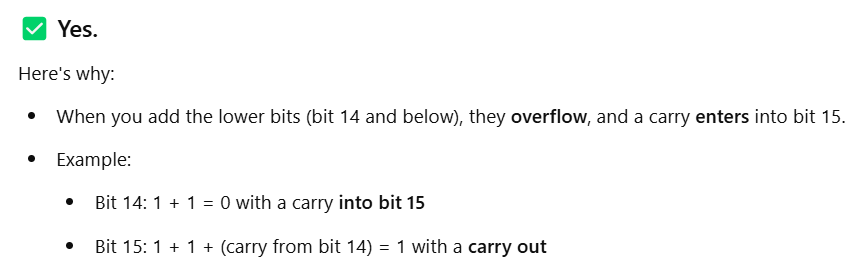 ✅ Yes.
Here's why:
• When you add the lower bits (bit 14 and below), they overflow, and a carry enters into bit 15.
• Example:
• Bit 14: 1 + 1 = 0 with a carry into bit 15
• Bit 15: 1 + 1 + (carry from bit 14) = 1 with a carry out